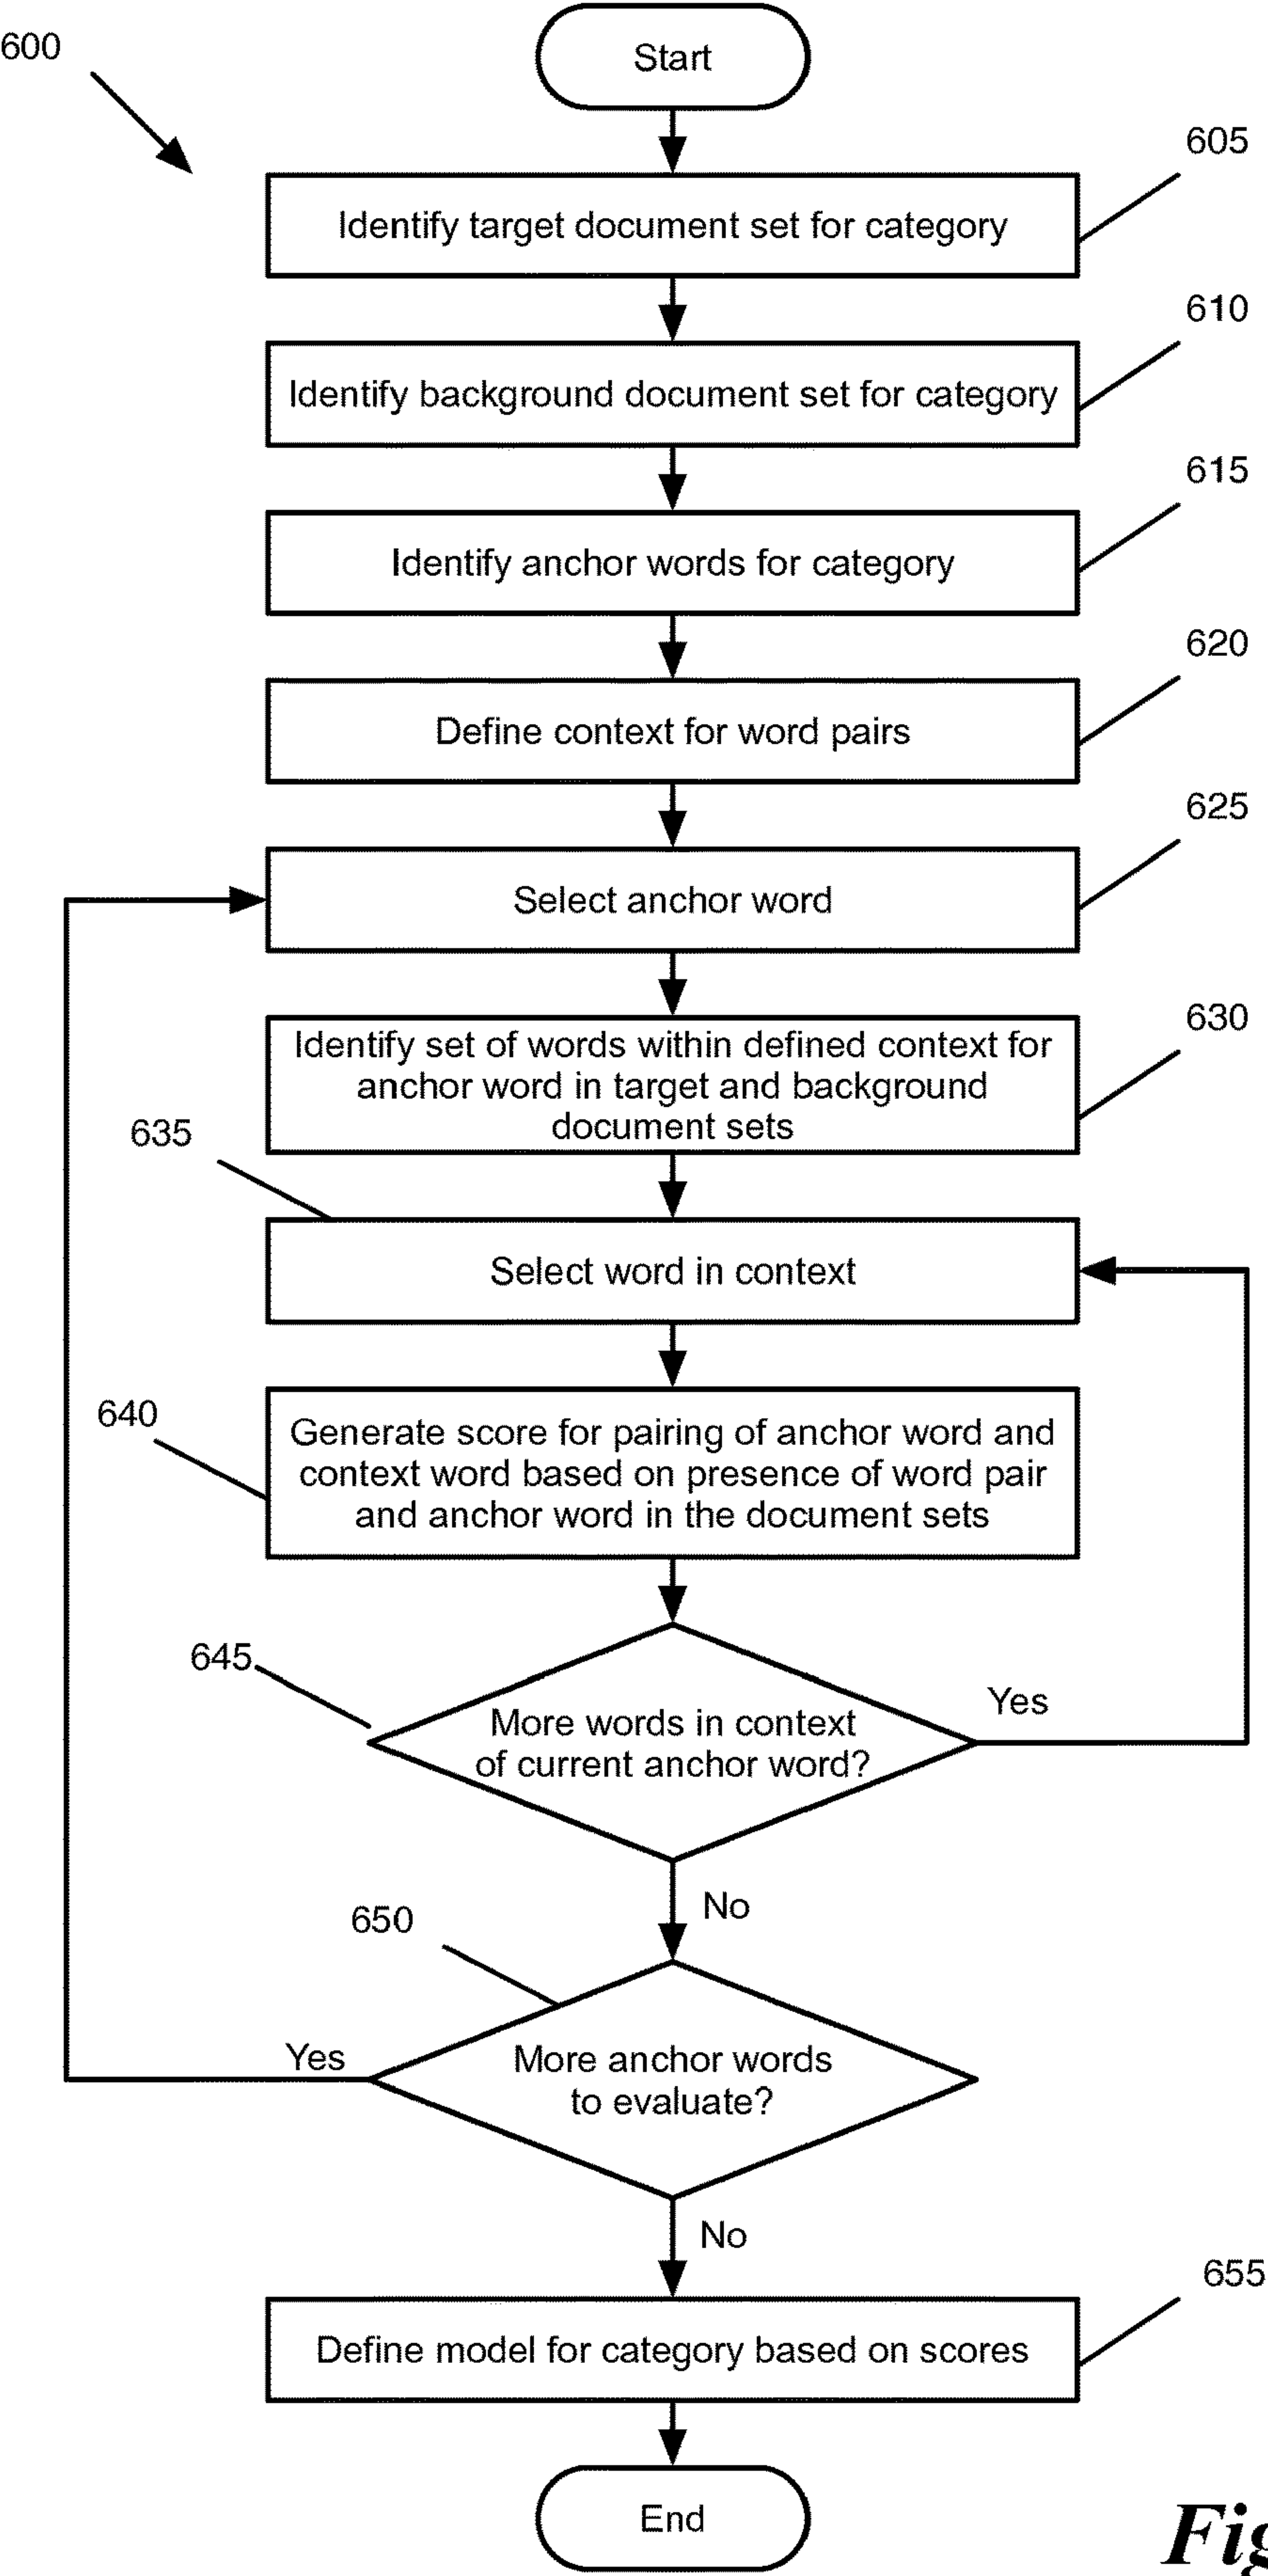 600
Start
605
Identify target document set for category
610
Identify background document set for category
615
Identify anchor words for category
620
Define context for word pairs
625
Select anchor word
630
Identify set of words within defined context for
anchor word in target and background
document sets
635
Select word in context
640
Generate score for pairing of anchor word and
context word based on presence of word pair
and anchor word in the document sets
645
More words in context
of current anchor word?
Yes
No
650
More anchor words
to evaluate?
Yes
No
655
Define model for category based on scores
End
Fig